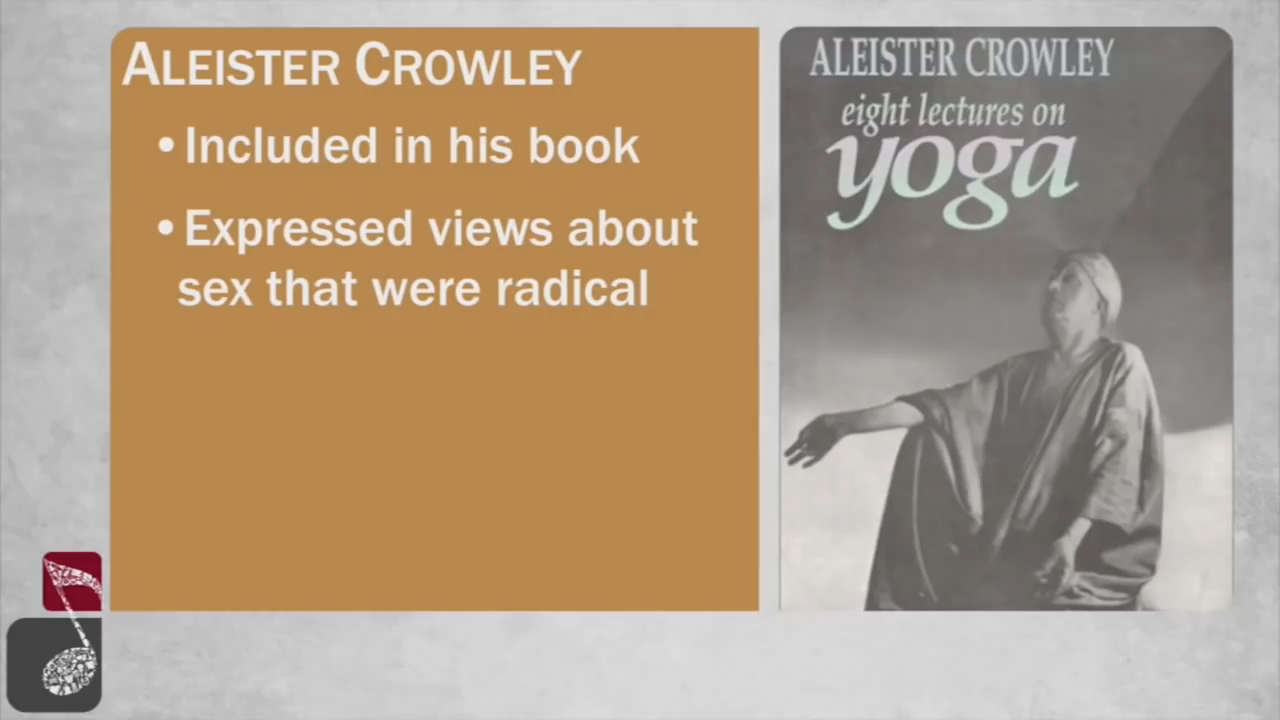 ALEISTER CROWLEY
•Included in his book
•Expressed views about
sex that were radical
ALEISTER CROWLEY
eight lectures on
yoga